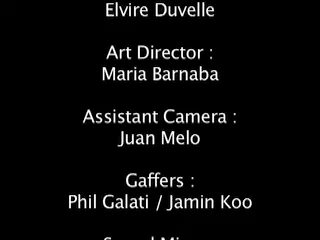 Elvire Duvelle
Art Director :
Maria Barnaba
Assistant Camera :
Juan Melo
Gaffers :
Phil Galati / Jamin Koo